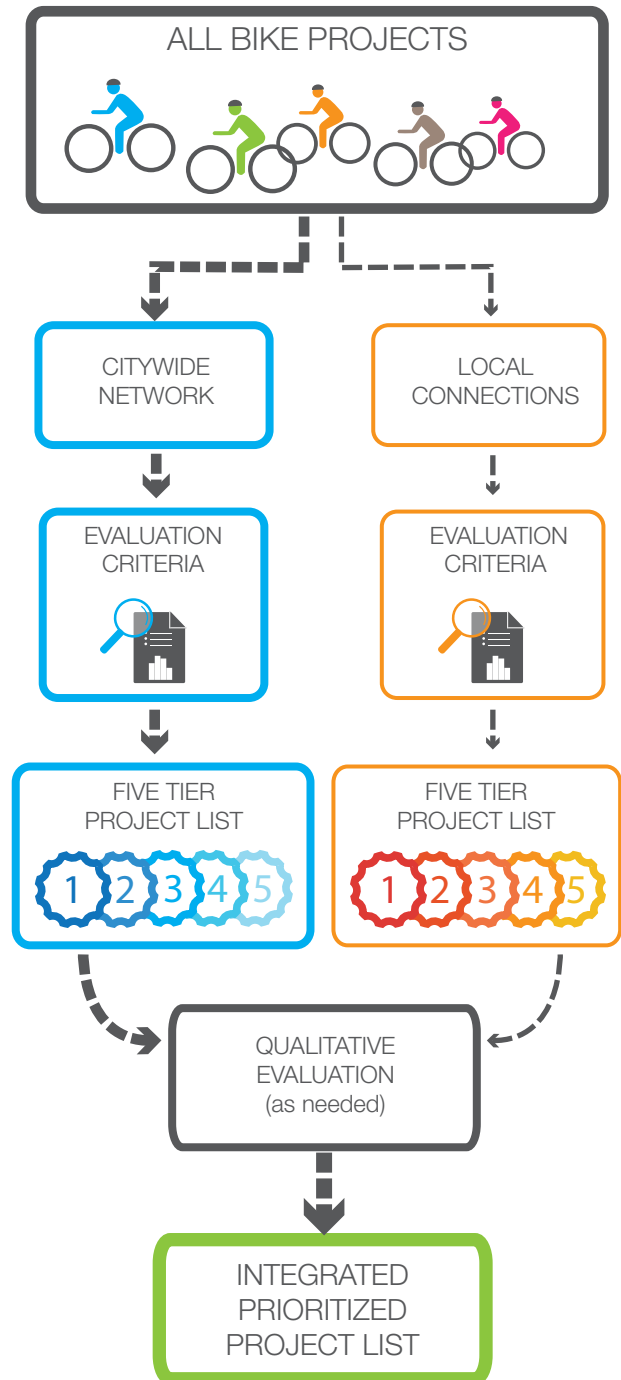 ALL BIKE PROJECTS
CITYWIDE
NETWORK
LOCAL
CONNECTIONS
EVALUATION
CRITERIA
EVALUATION
CRITERIA
FIVE TIER
PROJECT LIST
1 2 3 4 5
FIVE TIER
PROJECT LIST
1 2 3 4 5
QUALITATIVE
EVALUATION
(as needed)
INTEGRATED
PRIORITIZED
PROJECT LIST